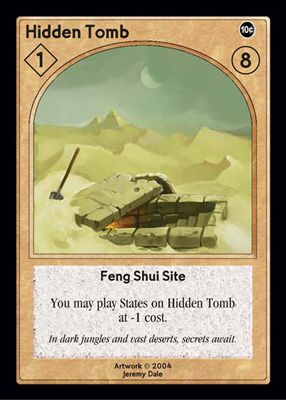 Hidden Tomb
10¢
1
8
Feng Shui Site
You may play States on Hidden Tomb
at -1 cost.
In dark jungles and vast deserts, secrets await.
Artwork © 2004
Jeremy Dale